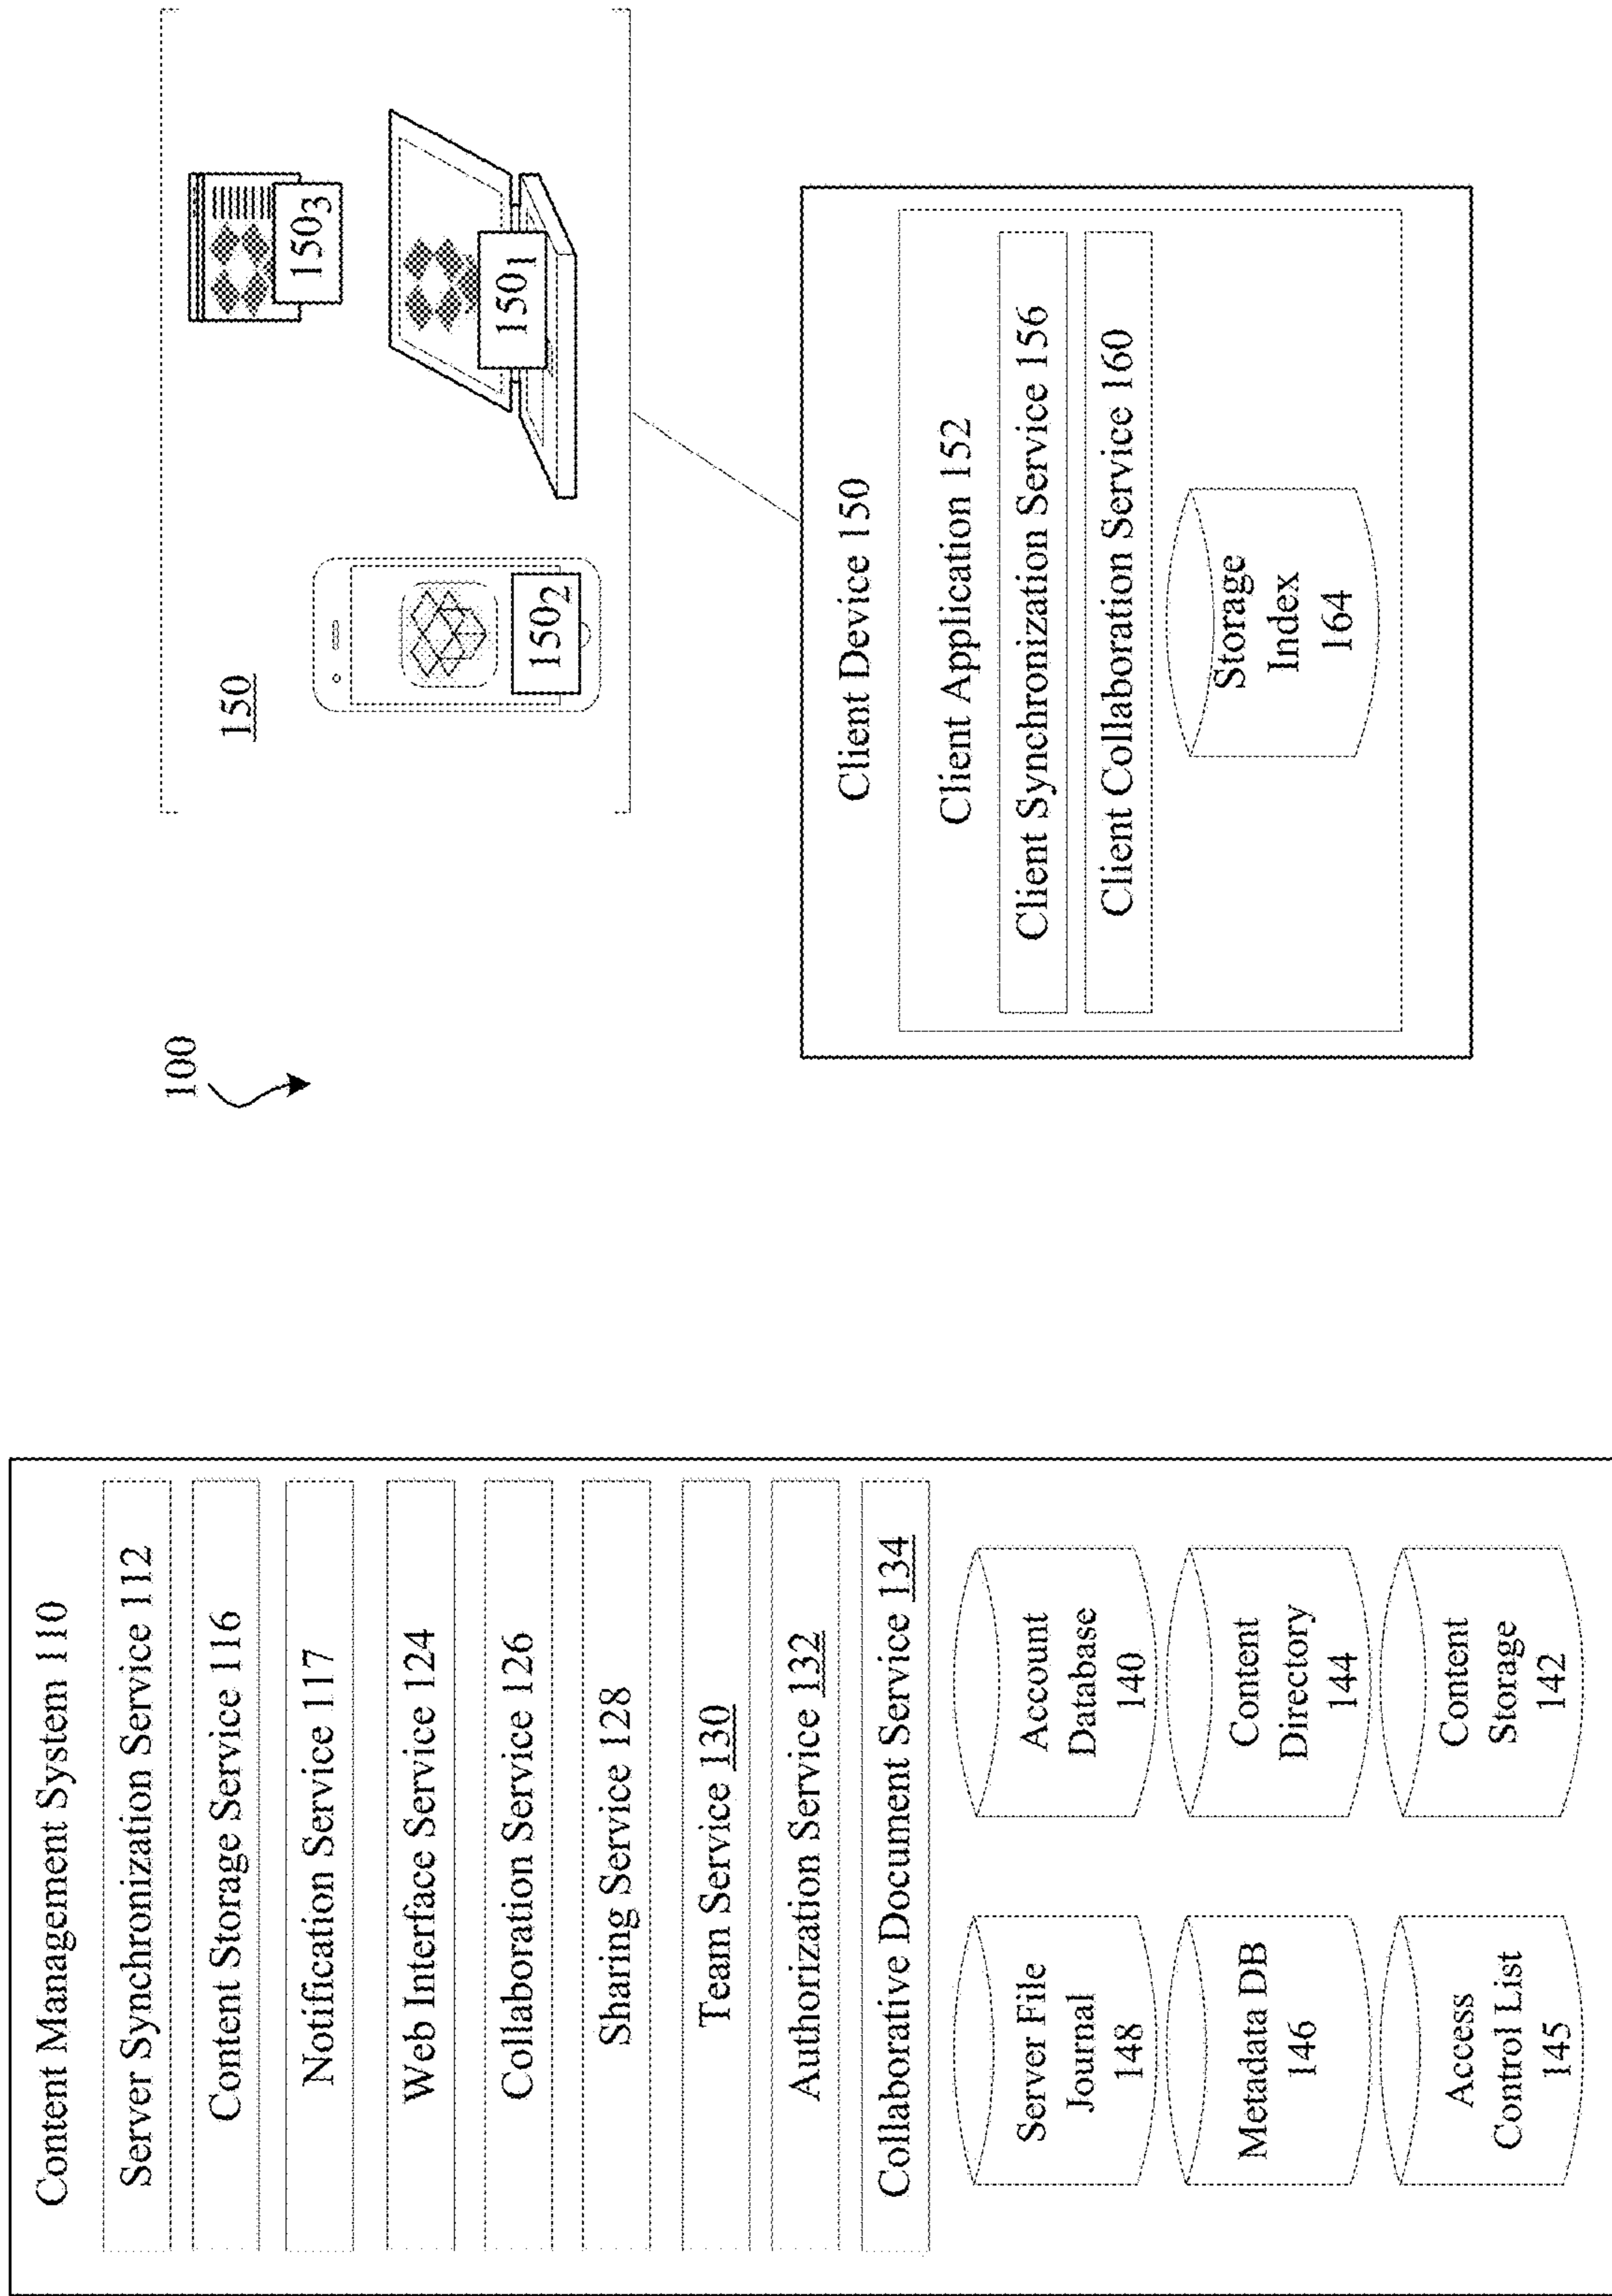 Content Management System 110
Server Synchronization Service 112
Content Storage Service 116
Notification Service 117
Web Interface Service 124
Collaboration Service 126
Sharing Service 128
Team Service 130
Authorization Service 132
Collaborative Document Service 134
Server File
Journal
148
Account
Database
140
Metadata DB
146
Content
Directory
144
Access
Control List
145
Content
Storage
142
100
150
150₂
150₃
150₁
Client Device 150
Client Application 152
Client Synchronization Service 156
Client Collaboration Service 160
Storage
Index
164